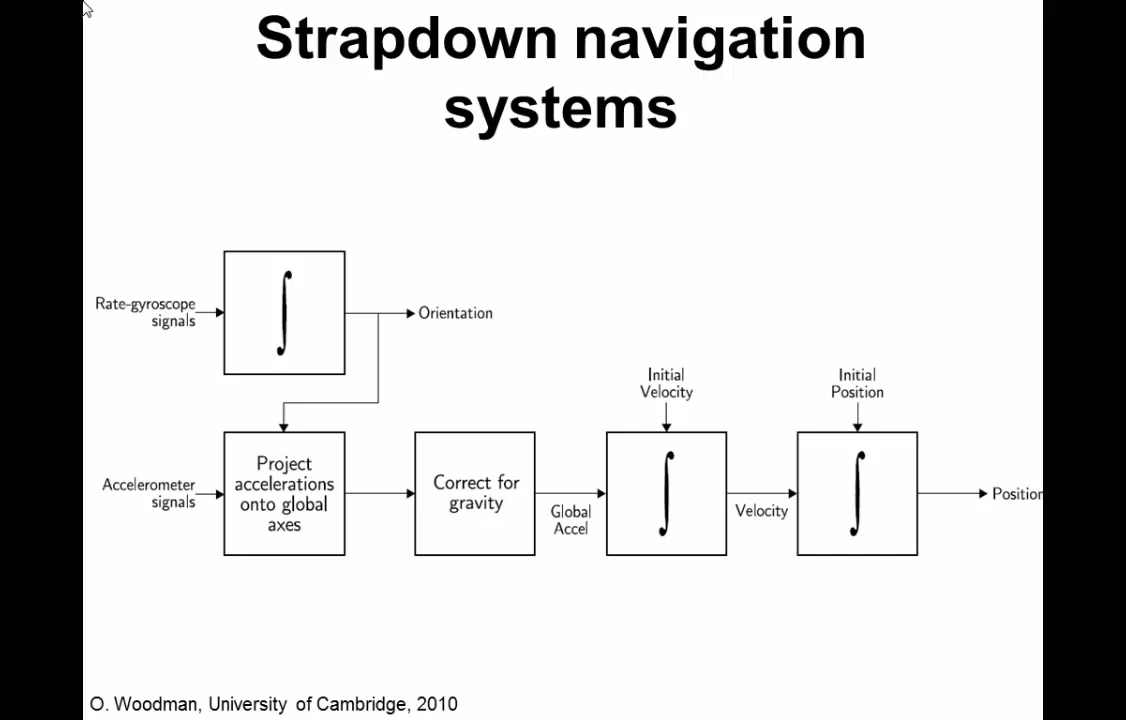 Strapdown navigation
systems
Rate-gyroscope
signals
∫
Orientation
Initial
Velocity
Initial
Position
Accelerometer
signals
Project
accelerations
onto global
axes
Correct for
gravity
Global
Accel
∫
Velocity
∫
Position
O. Woodman, University of Cambridge, 2010